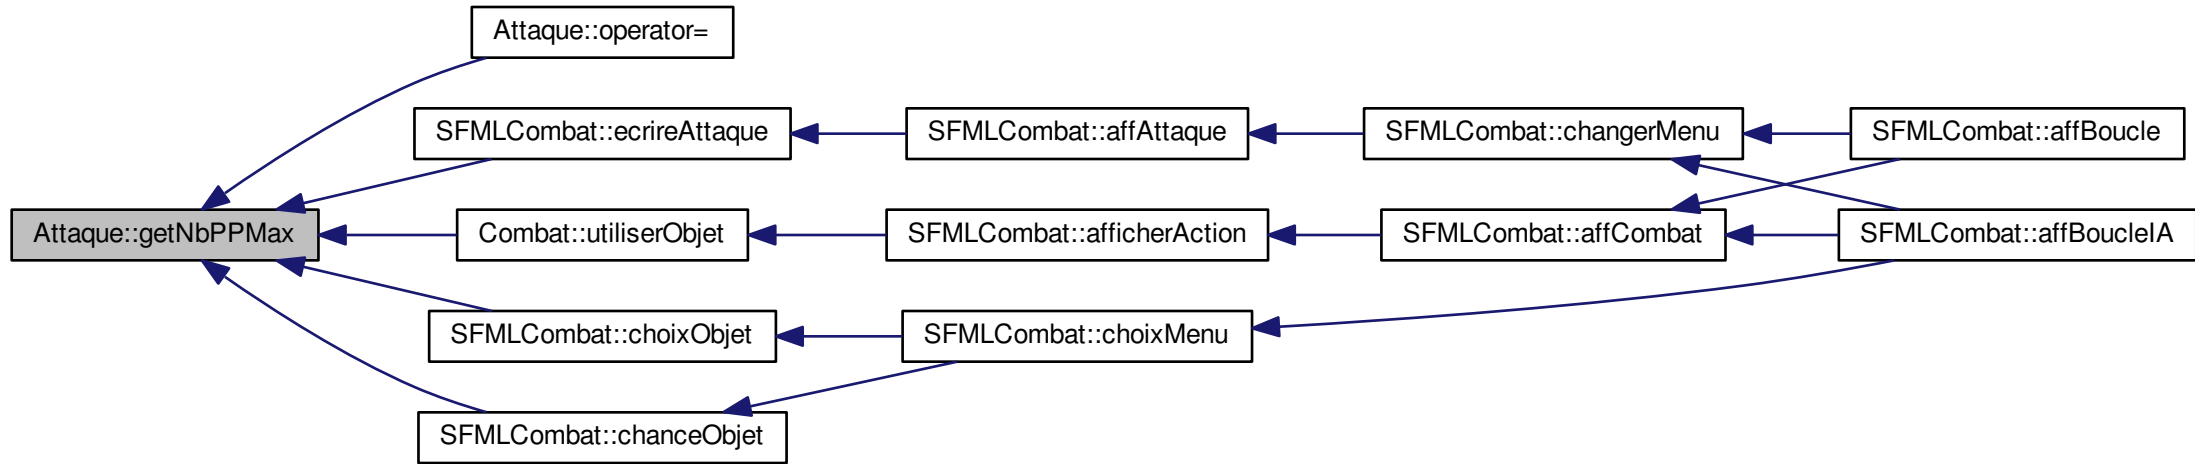 Attaque::operator=
SFMLCombat::ecrireAttaque
SFMLCombat::affAttaque
SFMLCombat::changerMenu
SFMLCombat::affBoucle
Attaque::getNbPPMax
Combat::utiliserObjet
SFMLCombat::afficherAction
SFMLCombat::affCombat
SFMLCombat::affBoucleIA
SFMLCombat::choixObjet
SFMLCombat::choixMenu
SFMLCombat::chanceObjet